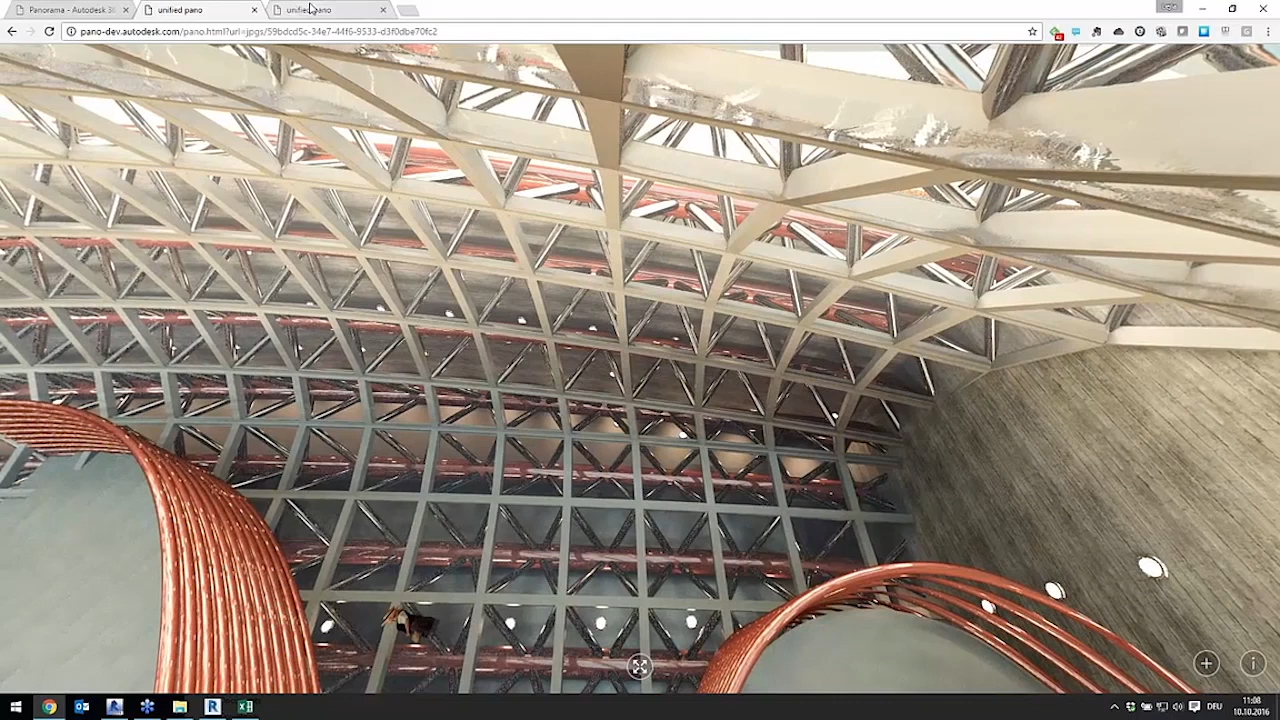 Panorama - Autodesk 3
unified pano
unified pano
pano-dev.autodesk.com/pano.html?url=jpgs/59bdcd5c-34e7-44f6-9533-d3f0dbe70fc2
DEU
11:08
10.10.2016